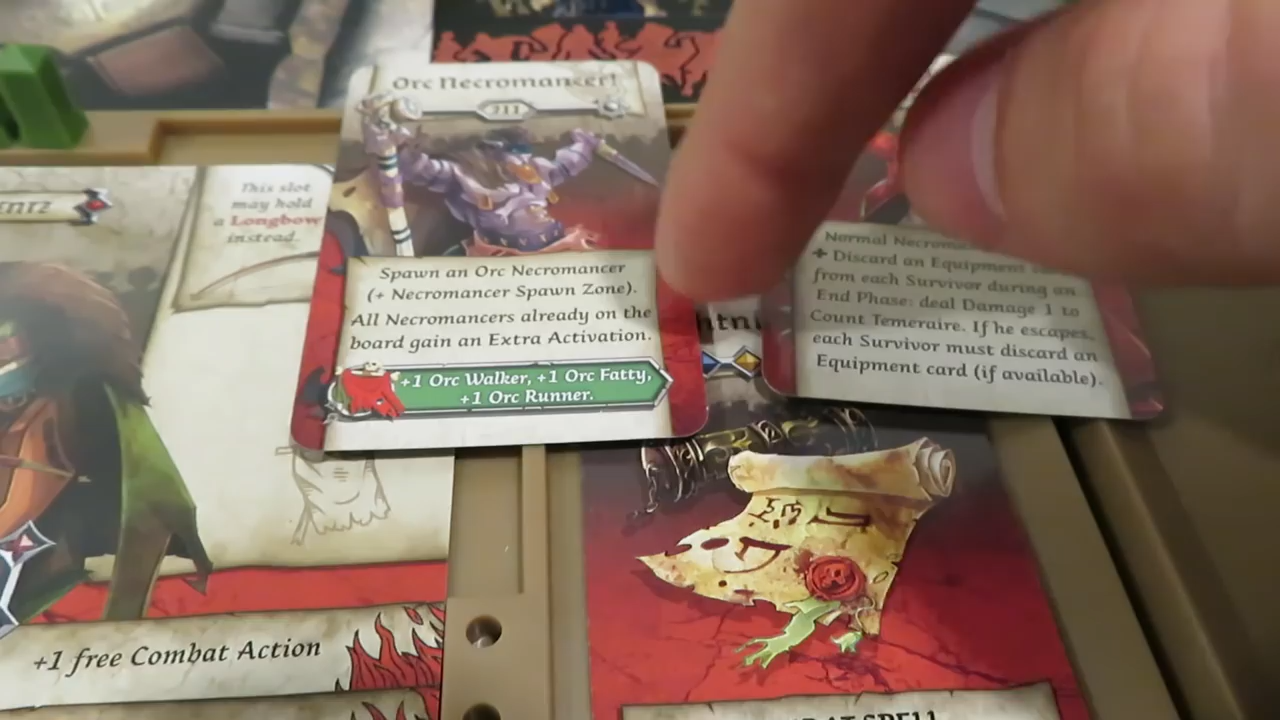 Orc Necromancer!
This slot
may hold
a Longbow
instead.
Spawn an Orc Necromancer
(+ Necromancer Spawn Zone).
All Necromancers already on the
board gain an Extra Activation.
+1 Orc Walker, +1 Orc Fatty,
+1 Orc Runner.
Normal
+ Discard an Equipment
from each Survivor during an
End Phase: deal Damage 1 to
Count Temeraire. If he escapes,
each Survivor must discard an
Equipment card (if available).
+1 free Combat Action
SPELL